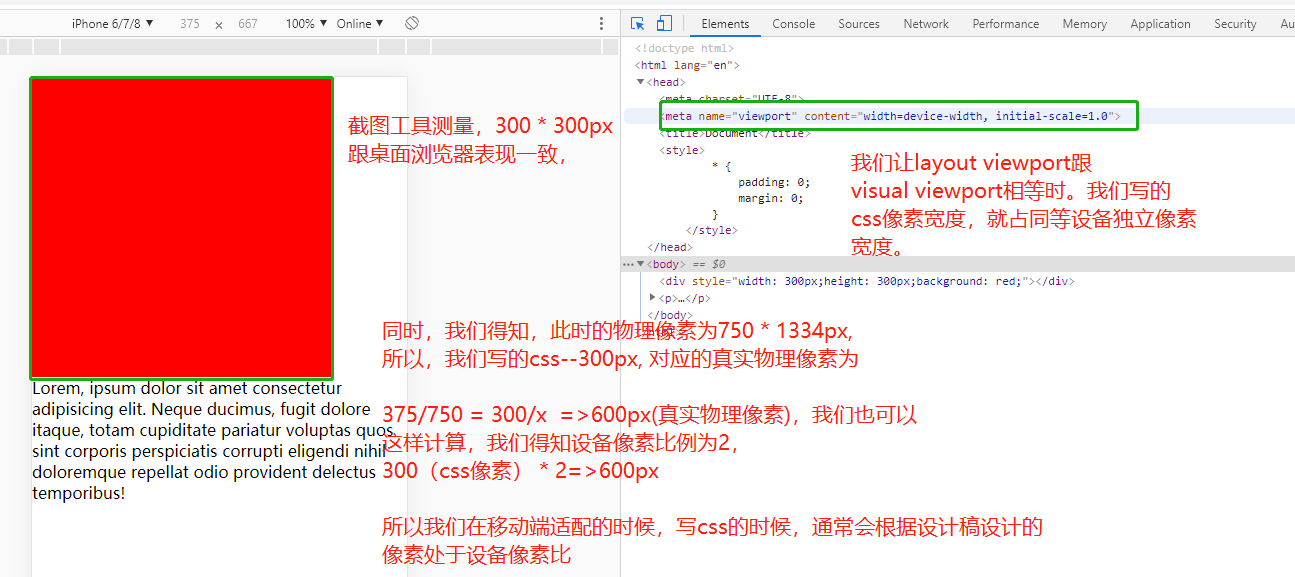 iPhone 6/7/8 ▼ 375 × 667 100% ▼ Online ▼
Elements Console Sources Network Performance Memory Application Security Au
<!doctype html>
<html lang="en">
▼<head>
<meta charset="UTF-8">
<meta name="viewport" content="width=device-width, initial-scale=1.0">
<title>Document</title>
<style>
* {
padding: 0;
margin: 0;
}
</style>
</head>
···▼<body> == $0
<div style="width: 300px;height: 300px;background: red;"></div>
▶<p>…</p>
</body>
截图工具测量，300 * 300px
跟桌面浏览器表现一致，
我们让layout viewport跟
visual viewport相等时。我们写的
css像素宽度，就占同等设备独立像素
宽度。
同时，我们得知，此时的物理像素为750 * 1334px,
所以，我们写的css--300px, 对应的真实物理像素为
375/750 = 300/x =>600px(真实物理像素)，我们也可以
这样计算，我们得知设备像素比例为2，
300（css像素） * 2=>600px
所以我们在移动端适配的时候，写css的时候，通常会根据设计稿设计的
像素处于设备像素比
Lorem, ipsum dolor sit amet consectetur
adipisicing elit. Neque ducimus, fugit dolore
itaque, totam cupiditate pariatur voluptas quos
sint corporis perspiciatis corrupti eligendi nihil
doloremque repellat odio provident delectus
temporibus!